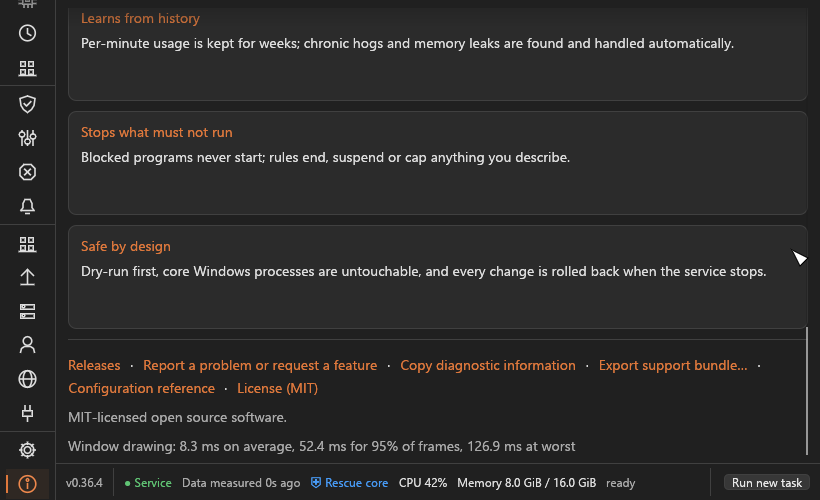 Learns from history
Per-minute usage is kept for weeks; chronic hogs and memory leaks are found and handled automatically.
Stops what must not run
Blocked programs never start; rules end, suspend or cap anything you describe.
Safe by design
Dry-run first, core Windows processes are untouchable, and every change is rolled back when the service stops.
Releases · Report a problem or request a feature · Copy diagnostic information · Export support bundle... ·
Configuration reference · License (MIT)
MIT-licensed open source software.
Window drawing: 8.3 ms on average, 52.4 ms for 95% of frames, 126.9 ms at worst
v0.36.4 Service Data measured 0s ago Rescue core CPU 42% Memory 8.0 GiB / 16.0 GiB ready Run new task